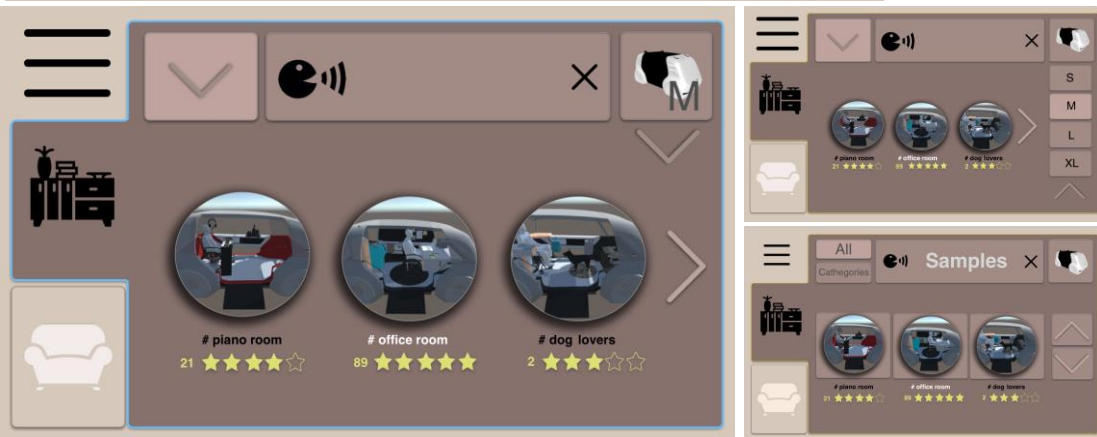 M
# piano room
21
# office room
89
# dog lovers
2
S
M
L
XL
# piano room
21
# office room
89
# dog lovers
2
All
Cathegories
Samples
# piano room
21
# office room
89
# dog lovers
2